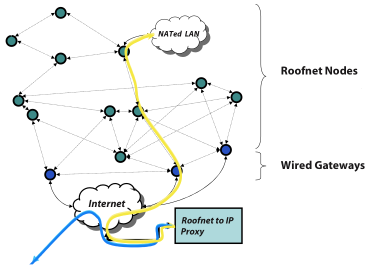 NATed LAN
Roofnet Nodes
Wired Gateways
Internet
Roofnet to IP
Proxy